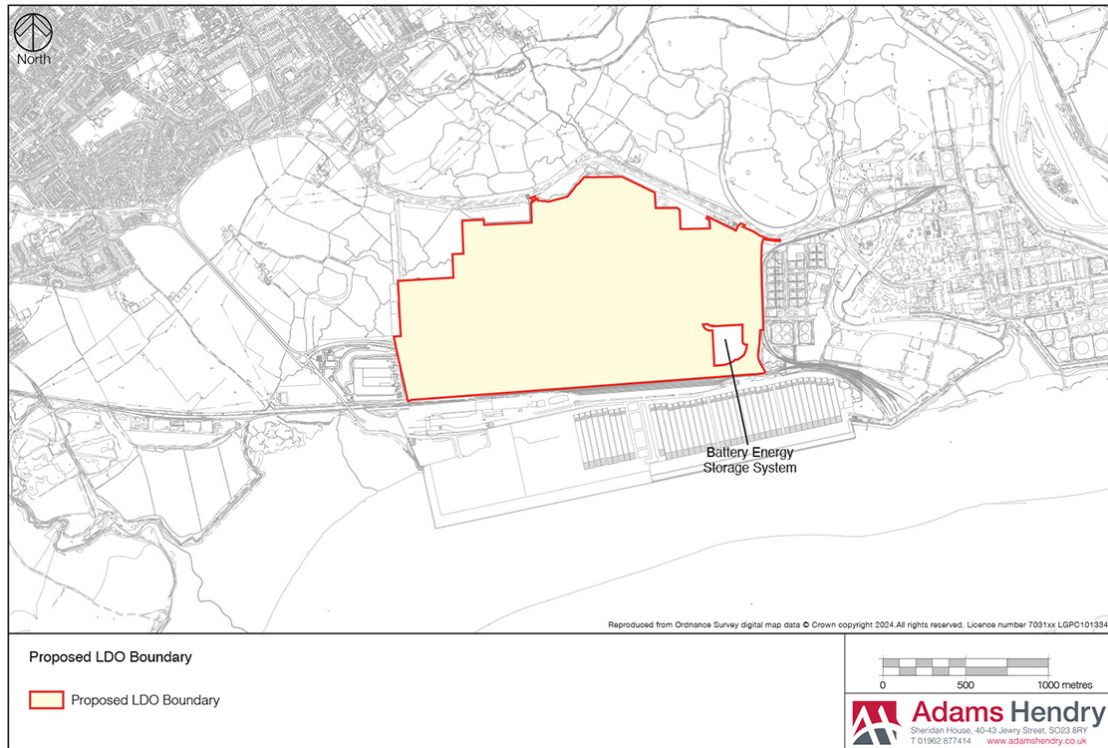 North
Battery Energy
Storage System
Reproduced from Ordnance Survey digital map data © Crown copyright 2024.All rights reserved. Licence number 7031xx LGPC101334
Proposed LDO Boundary
Proposed LDO Boundary
0 500 1000 metres
Adams Hendry
Sheridan House, 40-43 Jewry Street, SO23 8RY
T 01962 877414 www.adamshendry.co.uk